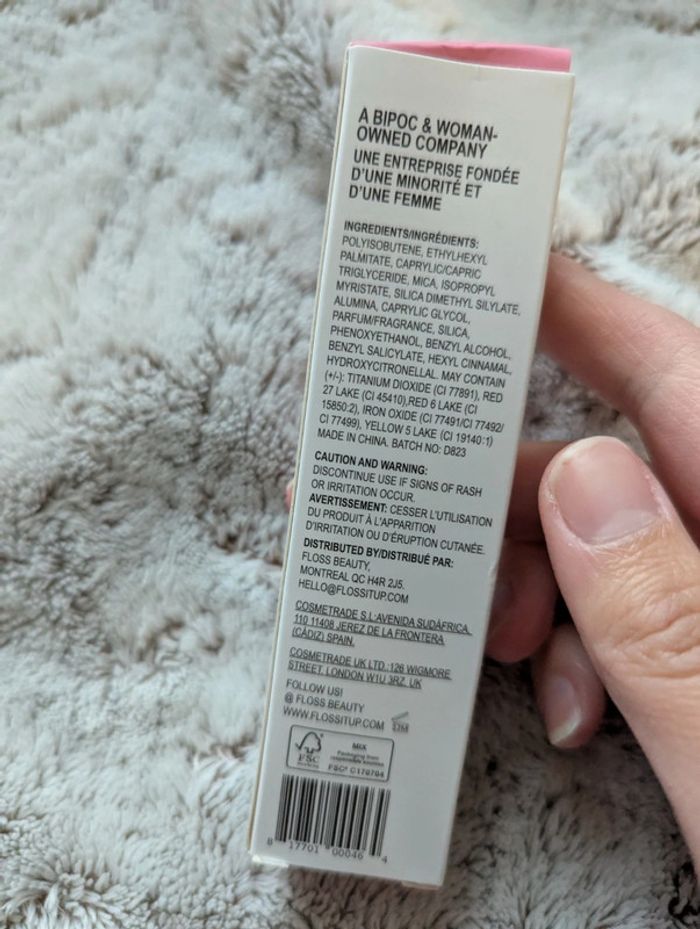 A BIPOC & WOMAN-
OWNED COMPANY
UNE ENTREPRISE FONDÉE
D'UNE MINORITÉ ET
D'UNE FEMME
INGREDIENTS/INGRÉDIENTS:
POLYISOBUTENE, ETHYLHEXYL
PALMITATE, CAPRYLIC/CAPRIC
TRIGLYCERIDE, MICA, ISOPROPYL
MYRISTATE, SILICA DIMETHYL SILYLATE,
ALUMINA, CAPRYLIC GLYCOL,
PARFUM/FRAGRANCE, SILICA,
PHENOXYETHANOL, BENZYL ALCOHOL,
BENZYL SALICYLATE, HEXYL CINNAMAL,
HYDROXYCITRONELLAL. MAY CONTAIN
(+/-): TITANIUM DIOXIDE (CI 77891), RED
27 LAKE (CI 45410),RED 6 LAKE (CI
15850:2), IRON OXIDE (CI 77491/CI 77492/
CI 77499), YELLOW 5 LAKE (CI 19140:1)
MADE IN CHINA. BATCH NO: D823
CAUTION AND WARNING:
DISCONTINUE USE IF SIGNS OF RASH
OR IRRITATION OCCUR.
AVERTISSEMENT: CESSER L'UTILISATION
DU PRODUIT À L'APPARITION
D'IRRITATION OU D'ÉRUPTION CUTANÉE.
DISTRIBUTED BY/DISTRIBUÉ PAR:
FLOSS BEAUTY,
MONTREAL QC H4R 2J5.
HELLO@FLOSSITUP.COM
COSMETRADE S.L·AVENIDA SUDÁFRICA,
110 11408 JEREZ DE LA FRONTERA
(CÁDIZ) SPAIN.
COSMETRADE UK LTD.:126 WIGMORE
STREET, LONDON W1U 3RZ, UK
FOLLOW US!
@ FLOSS BEAUTY
WWW.FLOSSITUP.COM
FSC
MIX
Packaging from
responsible sources
FSC® C170704
8 17701 00046 4